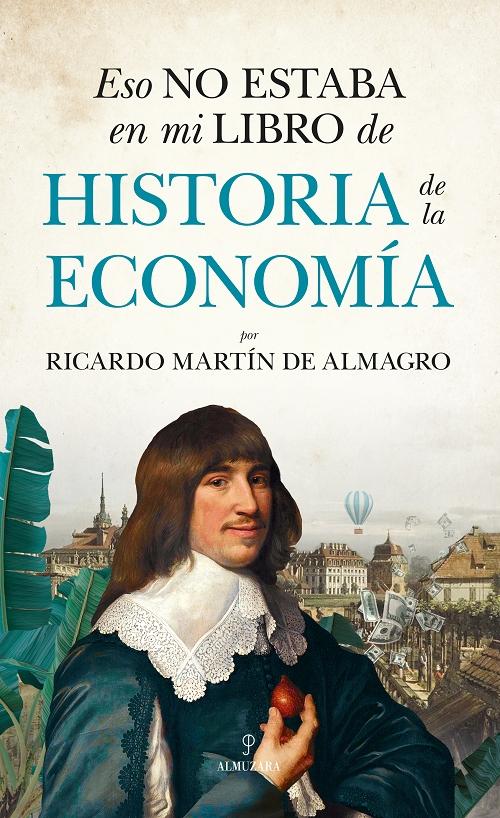 Eso NO ESTABA
en mi LIBRO de
HISTORIA de la
ECONOMÍA
por
RICARDO MARTÍN DE ALMAGRO
ALMUZARA